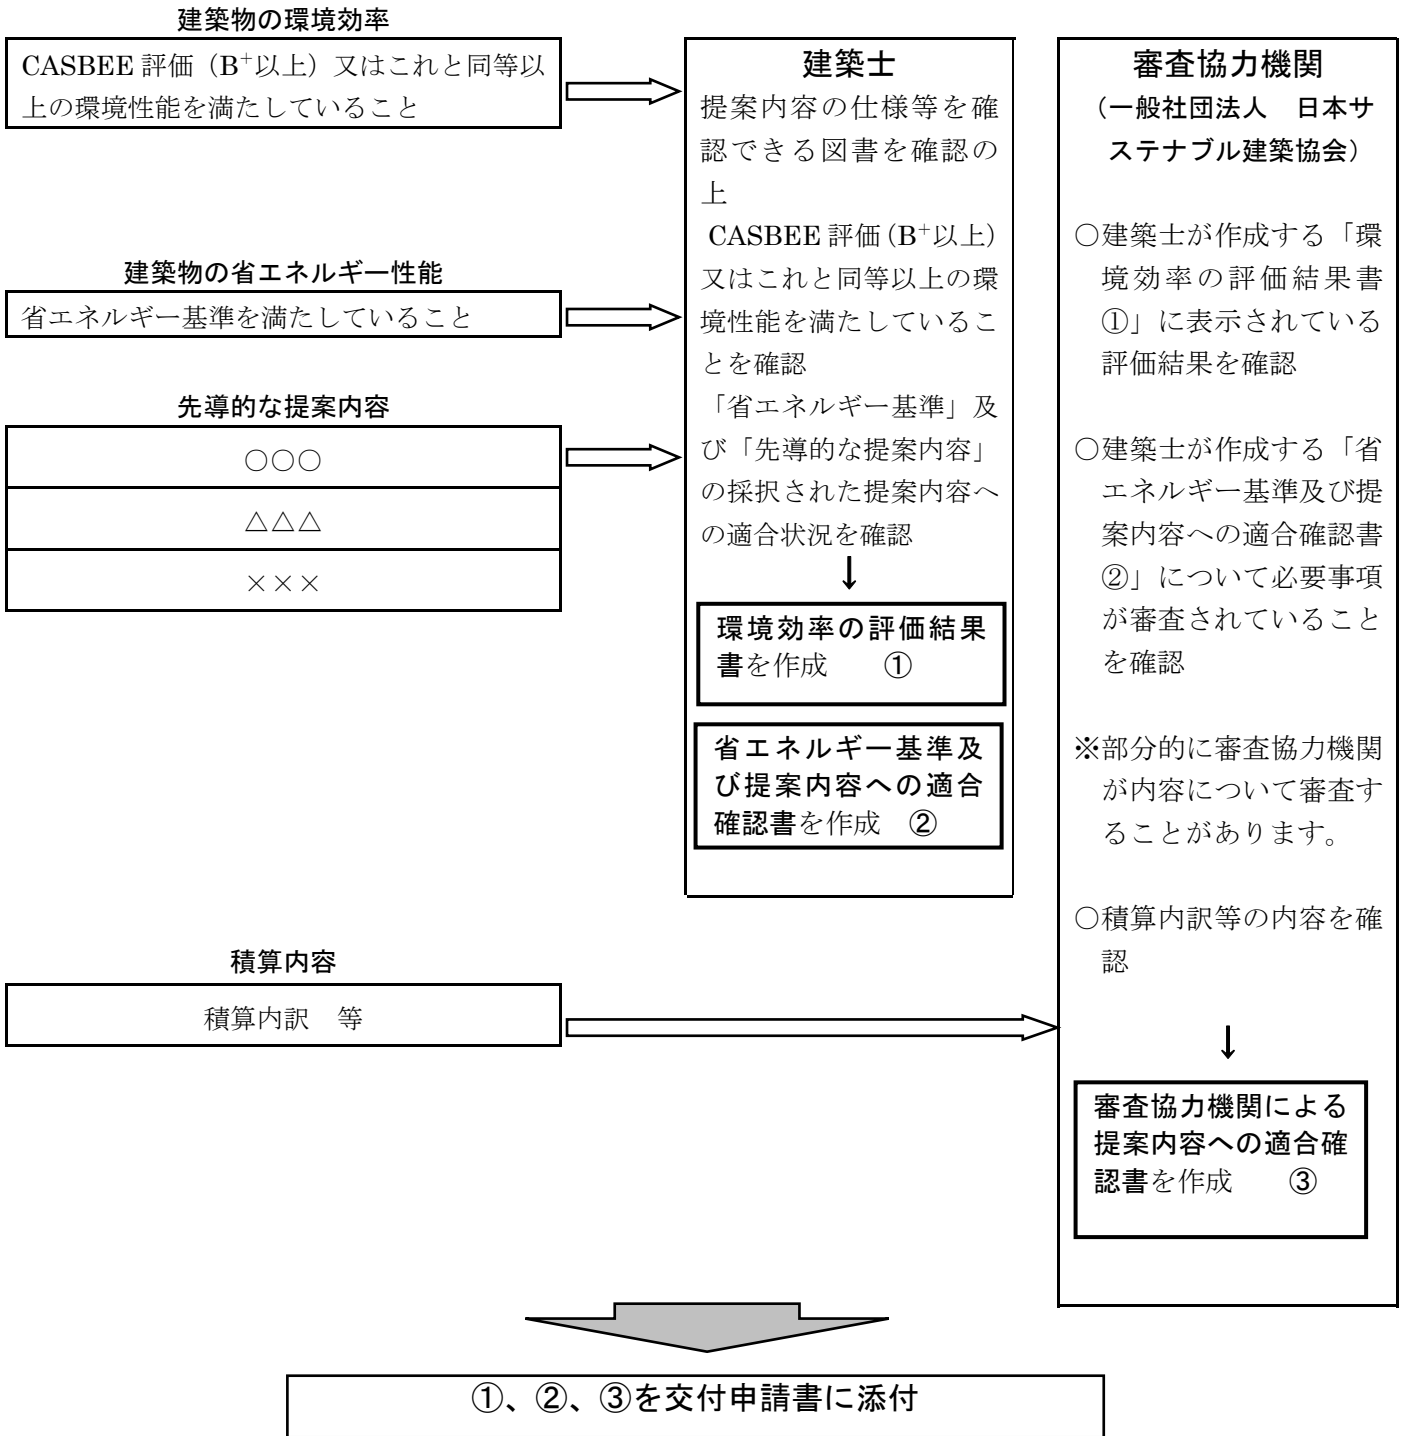 建築物の環境効率
CASBEE 評価（B⁺以上）又はこれと同等以
上の環境性能を満たしていること
建築物の省エネルギー性能
省エネルギー基準を満たしていること
先導的な提案内容
○○○
△△△
×××
積算内容
積算内訳　等
建築士
提案内容の仕様等を確
認できる図書を確認の
上
CASBEE 評価（B⁺以上）
又はこれと同等以上の環
境性能を満たしているこ
とを確認
「省エネルギー基準」及
び「先導的な提案内容」
の採択された提案内容へ
の適合状況を確認
↓
環境効率の評価結果
書を作成　　①
省エネルギー基準及
び提案内容への適合
確認書を作成　②
審査協力機関
（一般社団法人　日本サ
ステナブル建築協会）
○建築士が作成する「環
境効率の評価結果書
①」に表示されている
評価結果を確認
○建築士が作成する「省
エネルギー基準及び提
案内容への適合確認書
②」について必要事項
が審査されていること
を確認
※部分的に審査協力機関
が内容について審査す
ることがあります。
○積算内訳等の内容を確
認
↓
審査協力機関による
提案内容への適合確
認書を作成　　③
①、②、③を交付申請書に添付